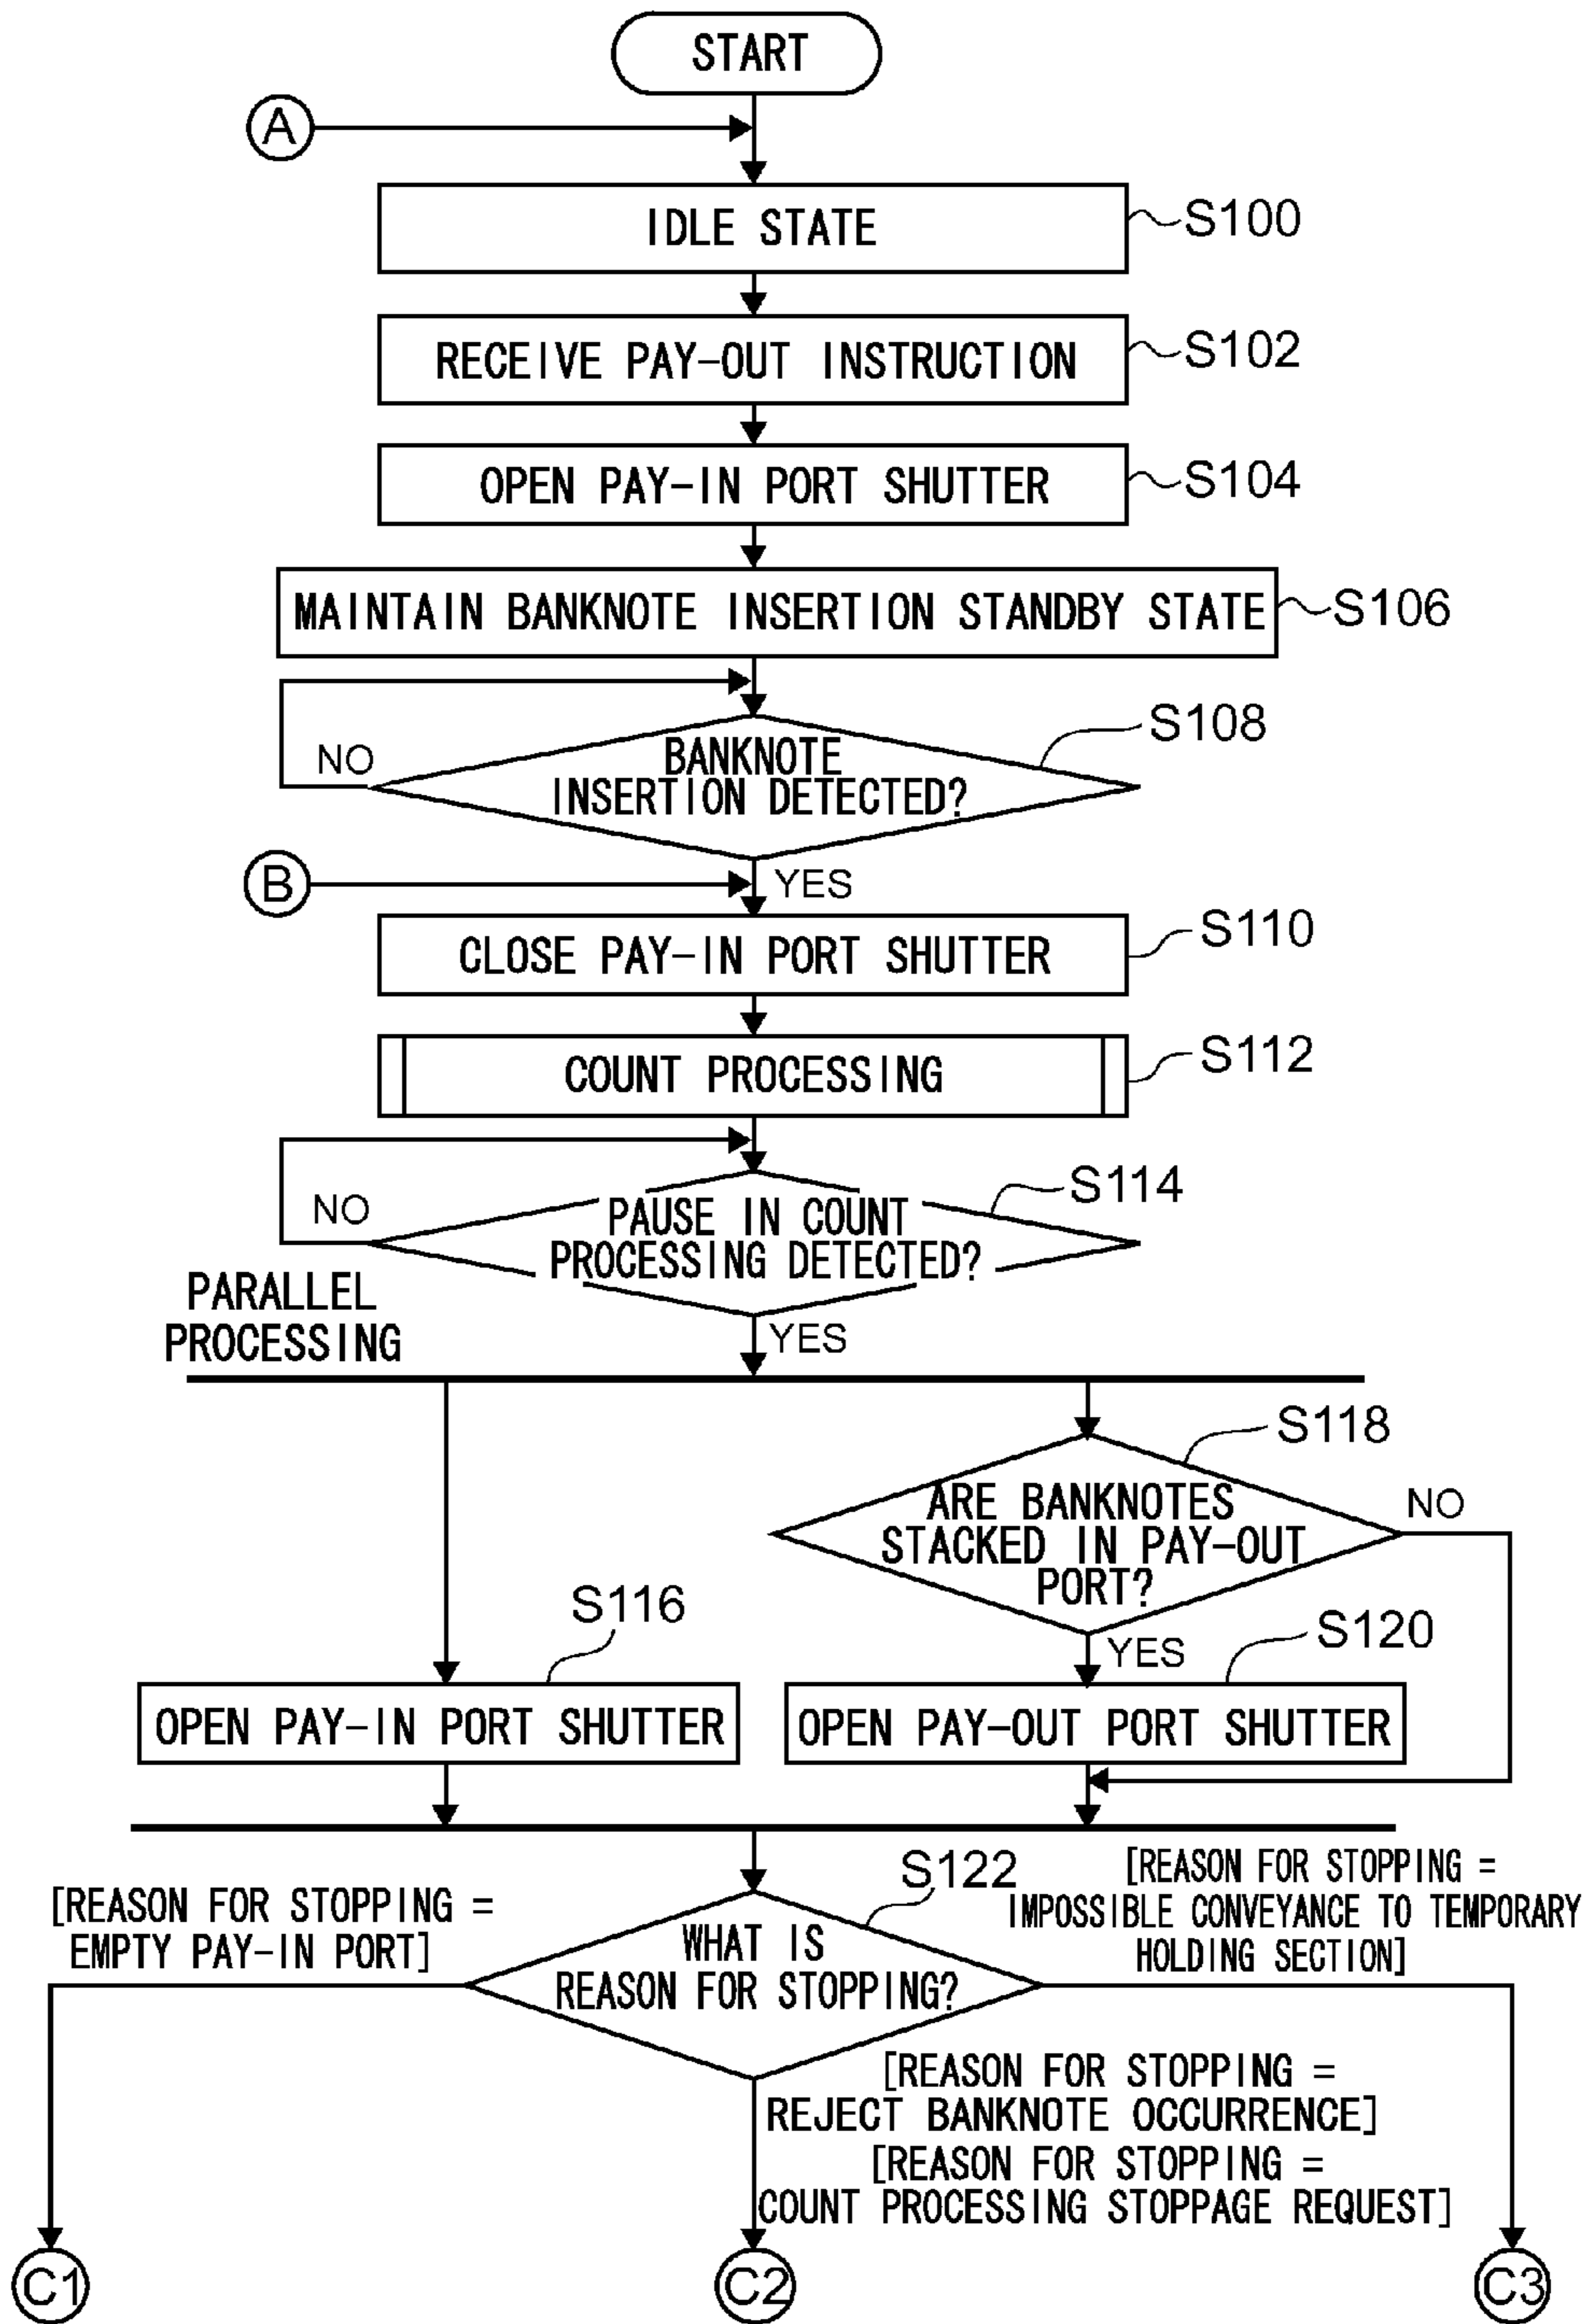 START
A
IDLE STATE
S100
RECEIVE PAY-OUT INSTRUCTION
S102
OPEN PAY-IN PORT SHUTTER
S104
MAINTAIN BANKNOTE INSERTION STANDBY STATE
S106
S108
NO
BANKNOTE
INSERTION DETECTED?
B
YES
CLOSE PAY-IN PORT SHUTTER
S110
COUNT PROCESSING
S112
S114
NO
PAUSE IN COUNT
PROCESSING DETECTED?
PARALLEL
PROCESSING
YES
S118
ARE BANKNOTES
STACKED IN PAY-OUT
PORT?
NO
S116
YES
S120
OPEN PAY-IN PORT SHUTTER
OPEN PAY-OUT PORT SHUTTER
S122
[REASON FOR STOPPING =
EMPTY PAY-IN PORT]
WHAT IS
REASON FOR STOPPING?
[REASON FOR STOPPING =
IMPOSSIBLE CONVEYANCE TO TEMPORARY
HOLDING SECTION]
[REASON FOR STOPPING =
REJECT BANKNOTE OCCURRENCE]
[REASON FOR STOPPING =
COUNT PROCESSING STOPPAGE REQUEST]
C1
C2
C3